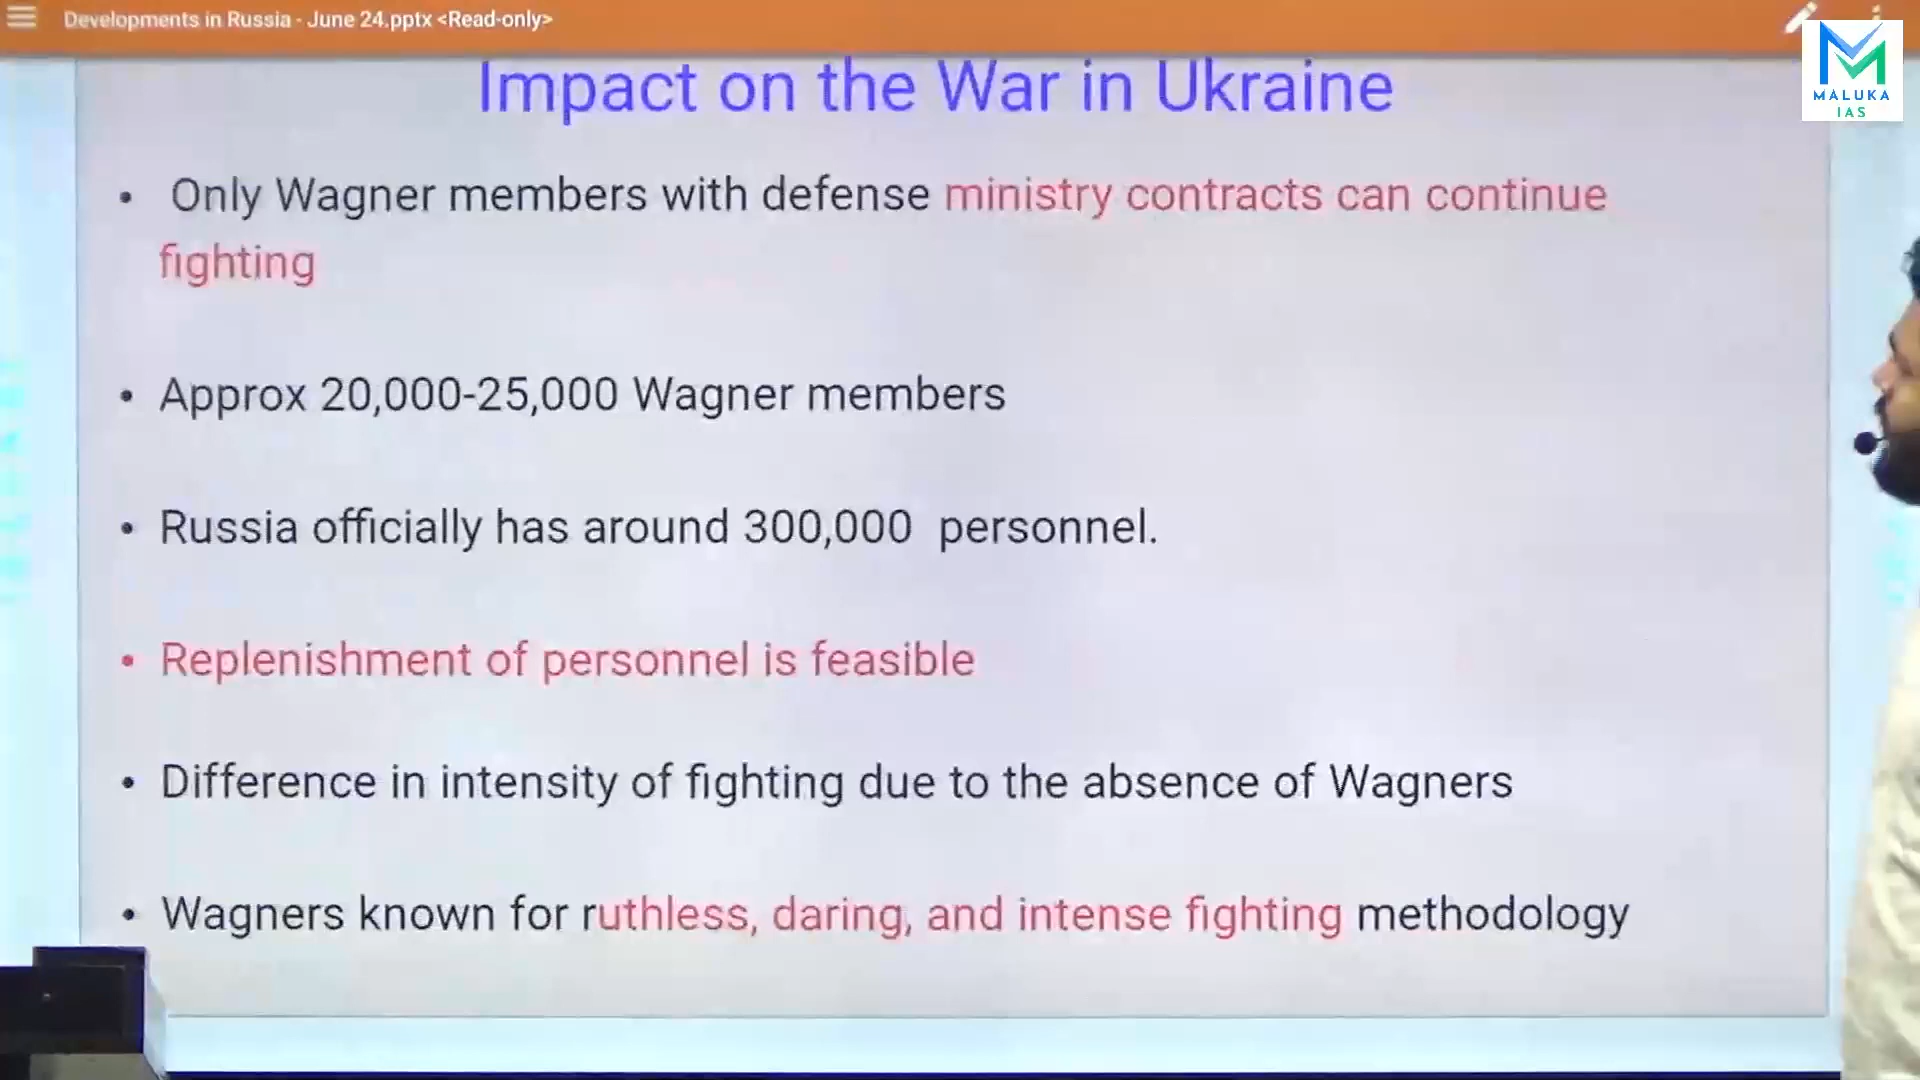 Developments in Russia - June 24.pptx <Read-only>
MALUKA
IAS
Impact on the War in Ukraine
• Only Wagner members with defense ministry contracts can continue
fighting
• Approx 20,000-25,000 Wagner members
• Russia officially has around 300,000 personnel.
• Replenishment of personnel is feasible
• Difference in intensity of fighting due to the absence of Wagners
• Wagners known for ruthless, daring, and intense fighting methodology